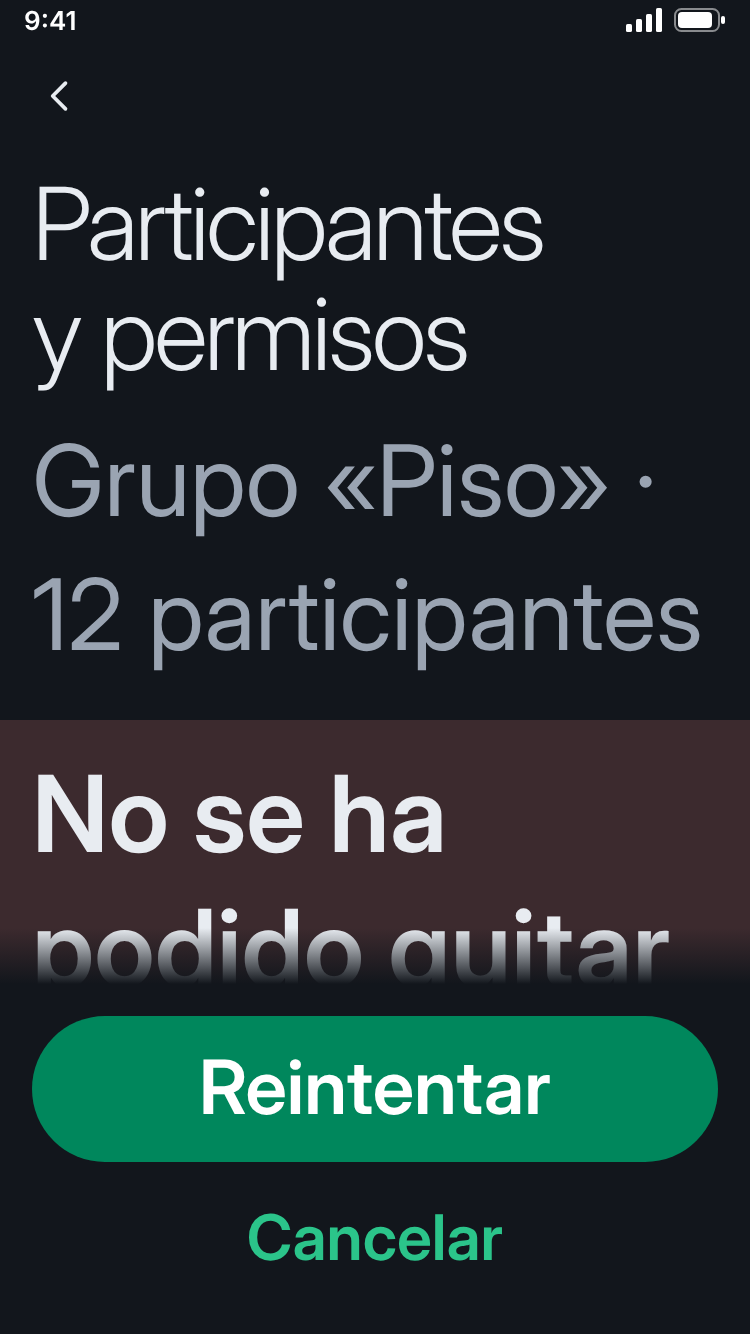 9:41
Participantes
y permisos
Grupo «Piso» ·
12 participantes
No se ha
podido quitar
Reintentar
Cancelar